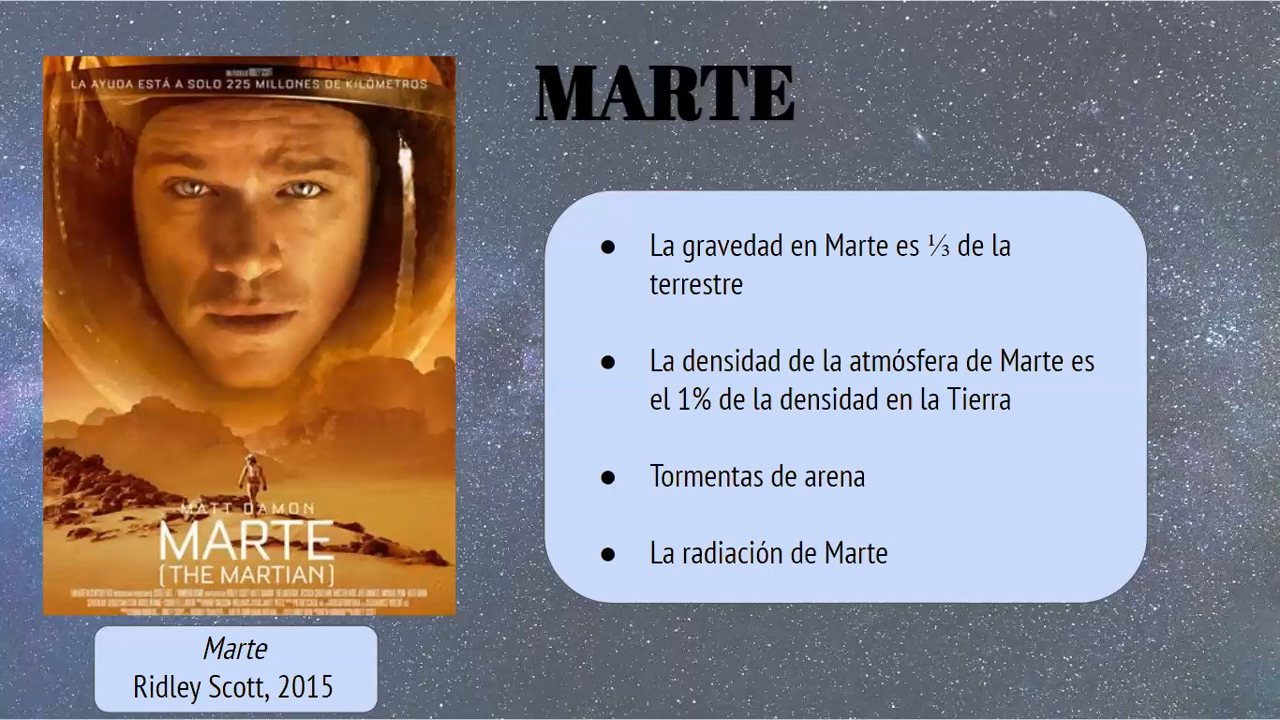 LA AYUDA ESTÁ A SOLO 225 MILLONES DE KILÓMETROS
MATT DAMON
MARTE
[THE MARTIAN]
Marte
Ridley Scott, 2015
MARTE
● La gravedad en Marte es ⅓ de la
terrestre
● La densidad de la atmósfera de Marte es
el 1% de la densidad en la Tierra
● Tormentas de arena
● La radiación de Marte